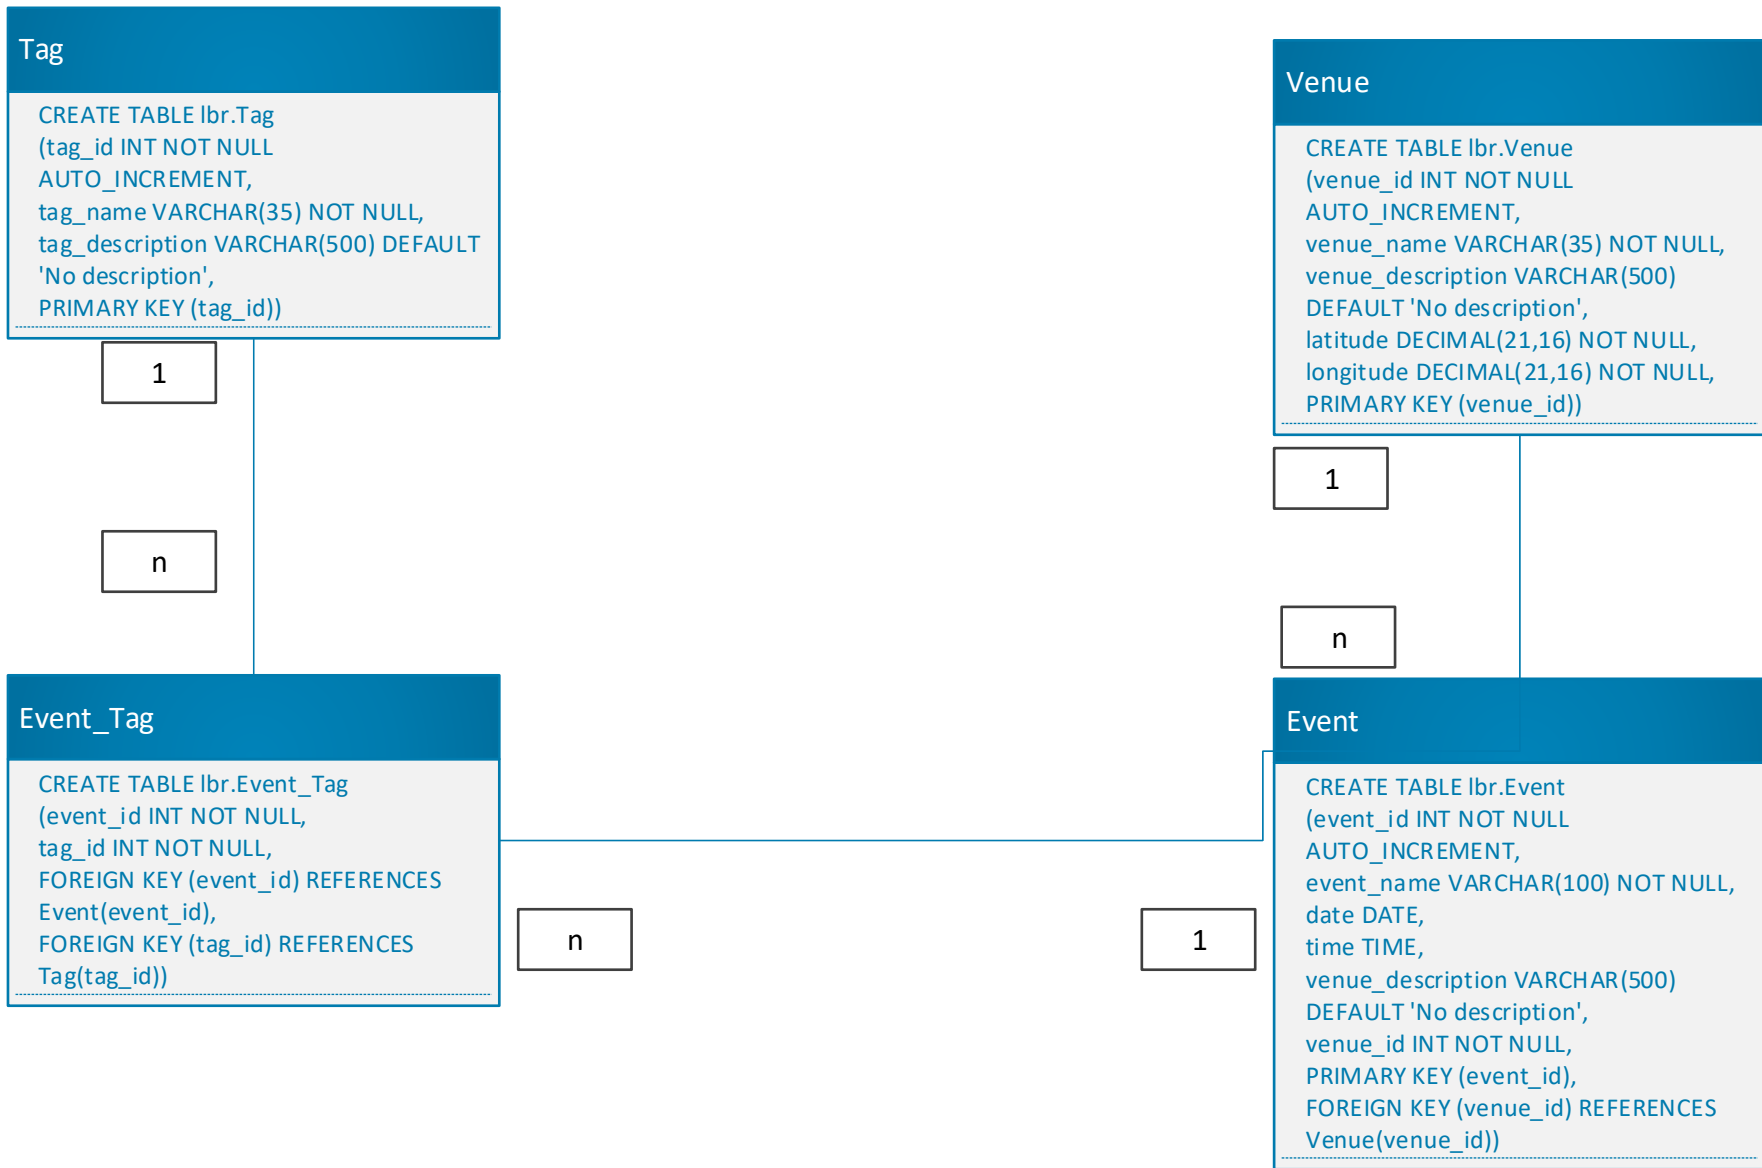 Tag
CREATE TABLE lbr.Tag
(tag_id INT NOT NULL
AUTO_INCREMENT,
tag_name VARCHAR(35) NOT NULL,
tag_description VARCHAR(500) DEFAULT
'No description',
PRIMARY KEY (tag_id))
1
n
Venue
CREATE TABLE lbr.Venue
(venue_id INT NOT NULL
AUTO_INCREMENT,
venue_name VARCHAR(35) NOT NULL,
venue_description VARCHAR(500)
DEFAULT 'No description',
latitude DECIMAL(21,16) NOT NULL,
longitude DECIMAL(21,16) NOT NULL,
PRIMARY KEY (venue_id))
1
n
Event_Tag
CREATE TABLE lbr.Event_Tag
(event_id INT NOT NULL,
tag_id INT NOT NULL,
FOREIGN KEY (event_id) REFERENCES
Event(event_id),
FOREIGN KEY (tag_id) REFERENCES
Tag(tag_id))
n
1
Event
CREATE TABLE lbr.Event
(event_id INT NOT NULL
AUTO_INCREMENT,
event_name VARCHAR(100) NOT NULL,
date DATE,
time TIME,
venue_description VARCHAR(500)
DEFAULT 'No description',
venue_id INT NOT NULL,
PRIMARY KEY (event_id),
FOREIGN KEY (venue_id) REFERENCES
Venue(venue_id))